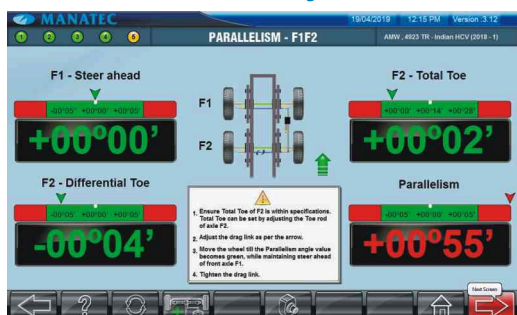 MANATEC
19/04/2019 12.15 PM Version :3.12
1 2 3 4 5
PARALLELISM - F1F2
AMW , 4923 TR - Indian HCV (2018 - 1)
F1 - Steer ahead
-00°05' +00°00' +00°05'
+00°00'
F2 - Total Toe
+00°00' +00°14' +00°28'
+00°02'
F1
F2
F2 - Differential Toe
-00°05' +00°00' +00°05'
-00°04'
Parallelism
-00°05' +00°00' +00°05'
+00°55'
1. Ensure Total Toe of F2 is within specifications.
Total Toe can be set by adjusting the Toe rod
of axle F2.
2. Adjust the drag link as per the arrow.
3. Move the wheel till the Parallelism angle value
becomes green, while maintaining steer ahead
of front axle F1.
4. Tighten the drag link.
Next Screen